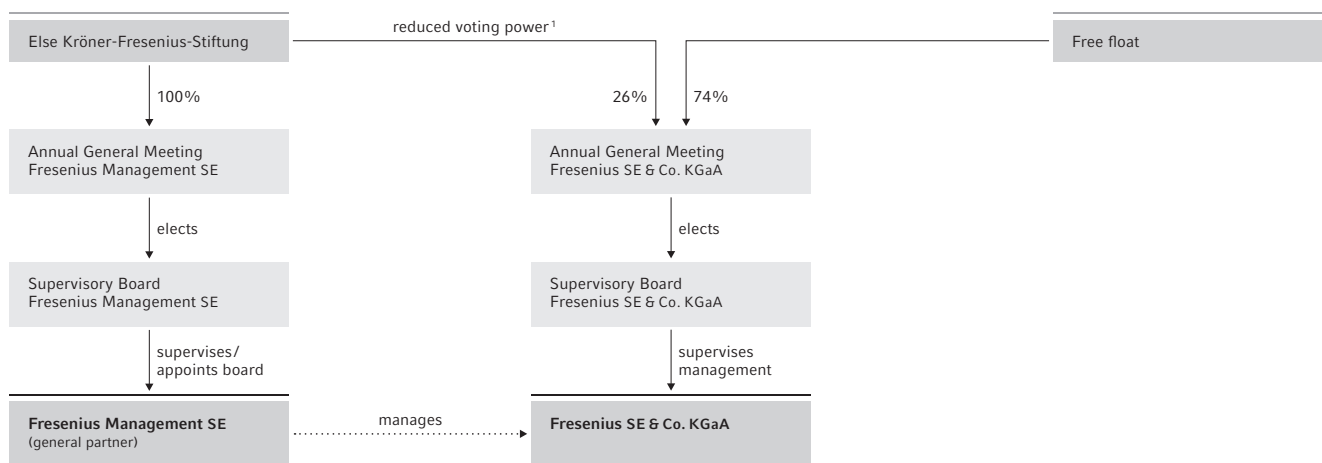 reduced voting power¹
Else Kröner-Fresenius-Stiftung
Free float
100%
26%
74%
Annual General Meeting
Fresenius Management SE
Annual General Meeting
Fresenius SE & Co. KGaA
elects
elects
Supervisory Board
Fresenius Management SE
Supervisory Board
Fresenius SE & Co. KGaA
supervises/
appoints board
supervises
management
Fresenius Management SE
(general partner)
manages
Fresenius SE & Co. KGaA